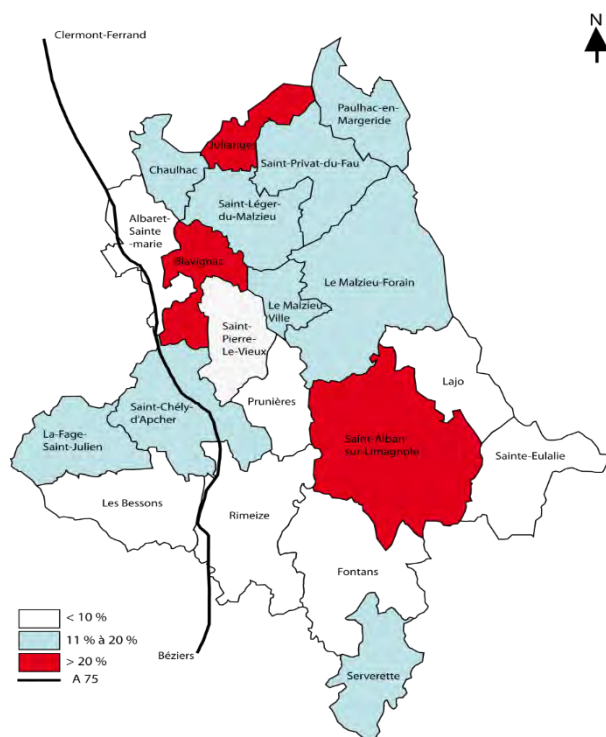 N
Clermont-Ferrand
Paulhac-en-
Margeride
Julianges
Saint-Privat-du-Fau
Chaulhac
Saint-Léger-
du-Malzieu
Albaret-
Sainte
-marie
Blavignac
Le Malzieu-Forain
Le Malzieu-
Ville
Saint-
Pierre-
Le-Vieux
Lajo
Prunières
Saint-Chély-
d'Apcher
La-Fage-
Saint-Julien
Saint-Alban
sur-Limagnole
Sainte-Eulalie
Les Bessons
Rimeize
Fontans
< 10 %
11 % à 20 %
> 20 %
A 75
Béziers
Serverette